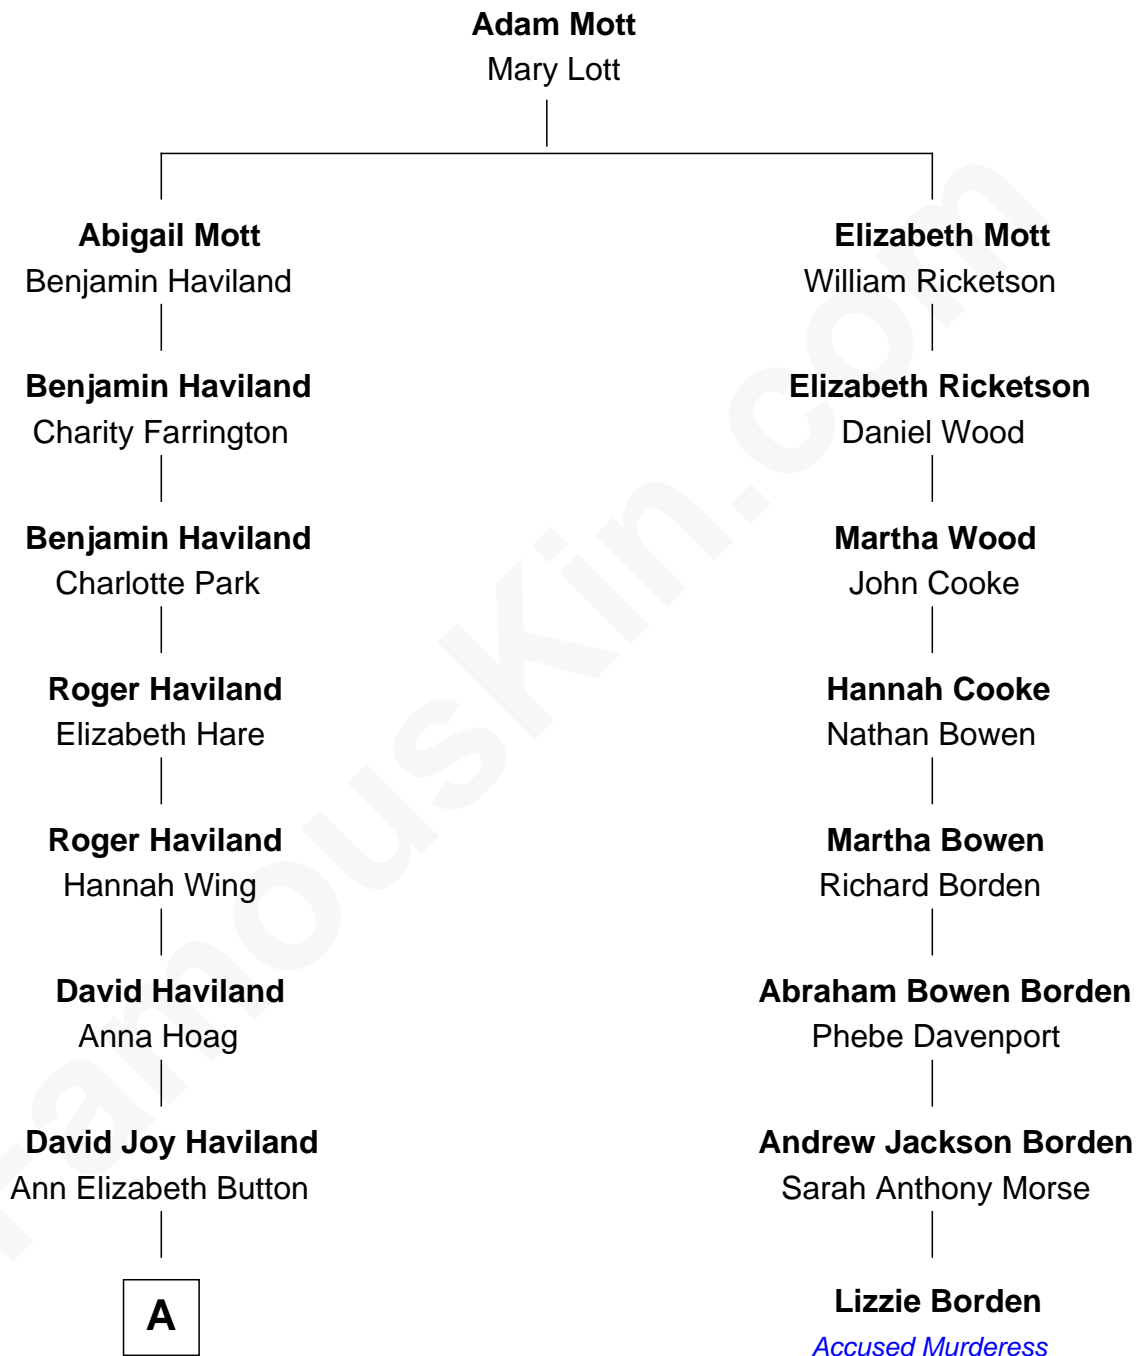 Adam Mott
Mary Lott
Abigail Mott
Benjamin Haviland
Elizabeth Mott
William Ricketson
Benjamin Haviland
Charity Farrington
Elizabeth Ricketson
Daniel Wood
Benjamin Haviland
Charlotte Park
Martha Wood
John Cooke
Roger Haviland
Elizabeth Hare
Hannah Cooke
Nathan Bowen
Roger Haviland
Hannah Wing
Martha Bowen
Richard Borden
David Haviland
Anna Hoag
Abraham Bowen Borden
Phebe Davenport
David Joy Haviland
Ann Elizabeth Button
Andrew Jackson Borden
Sarah Anthony Morse
A
Lizzie Borden
Accused Murderess
FamousKin.com